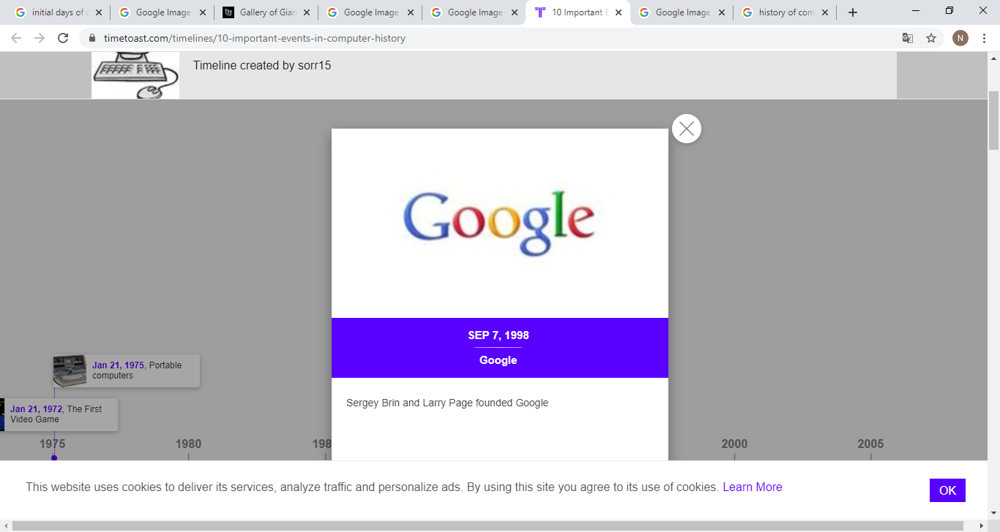 initial days of c
Google Image
Gallery of Gian
Google Image
Google Image
10 Important E
Google Image
history of com
timetoast.com/timelines/10-important-events-in-computer-history
N
Timeline created by sorr15
Google
SEP 7, 1998
Google
Sergey Brin and Larry Page founded Google
Jan 21, 1975, Portable
computers
Jan 21, 1972, The First
Video Game
1975 1980 198 2000 2005
This website uses cookies to deliver its services, analyze traffic and personalize ads. By using this site you agree to its use of cookies. Learn More
OK